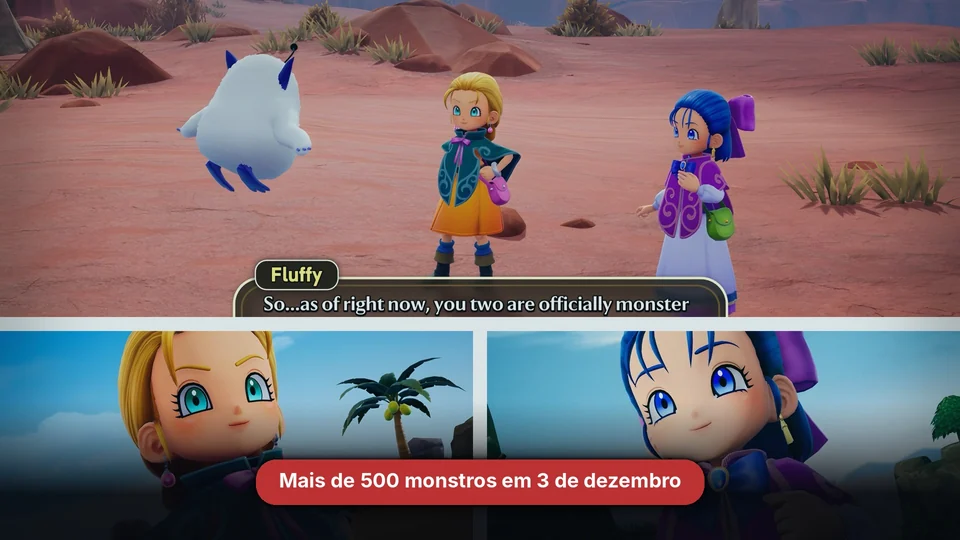 Fluffy
So...as of right now, you two are officially monster
Mais de 500 monstros em 3 de dezembro